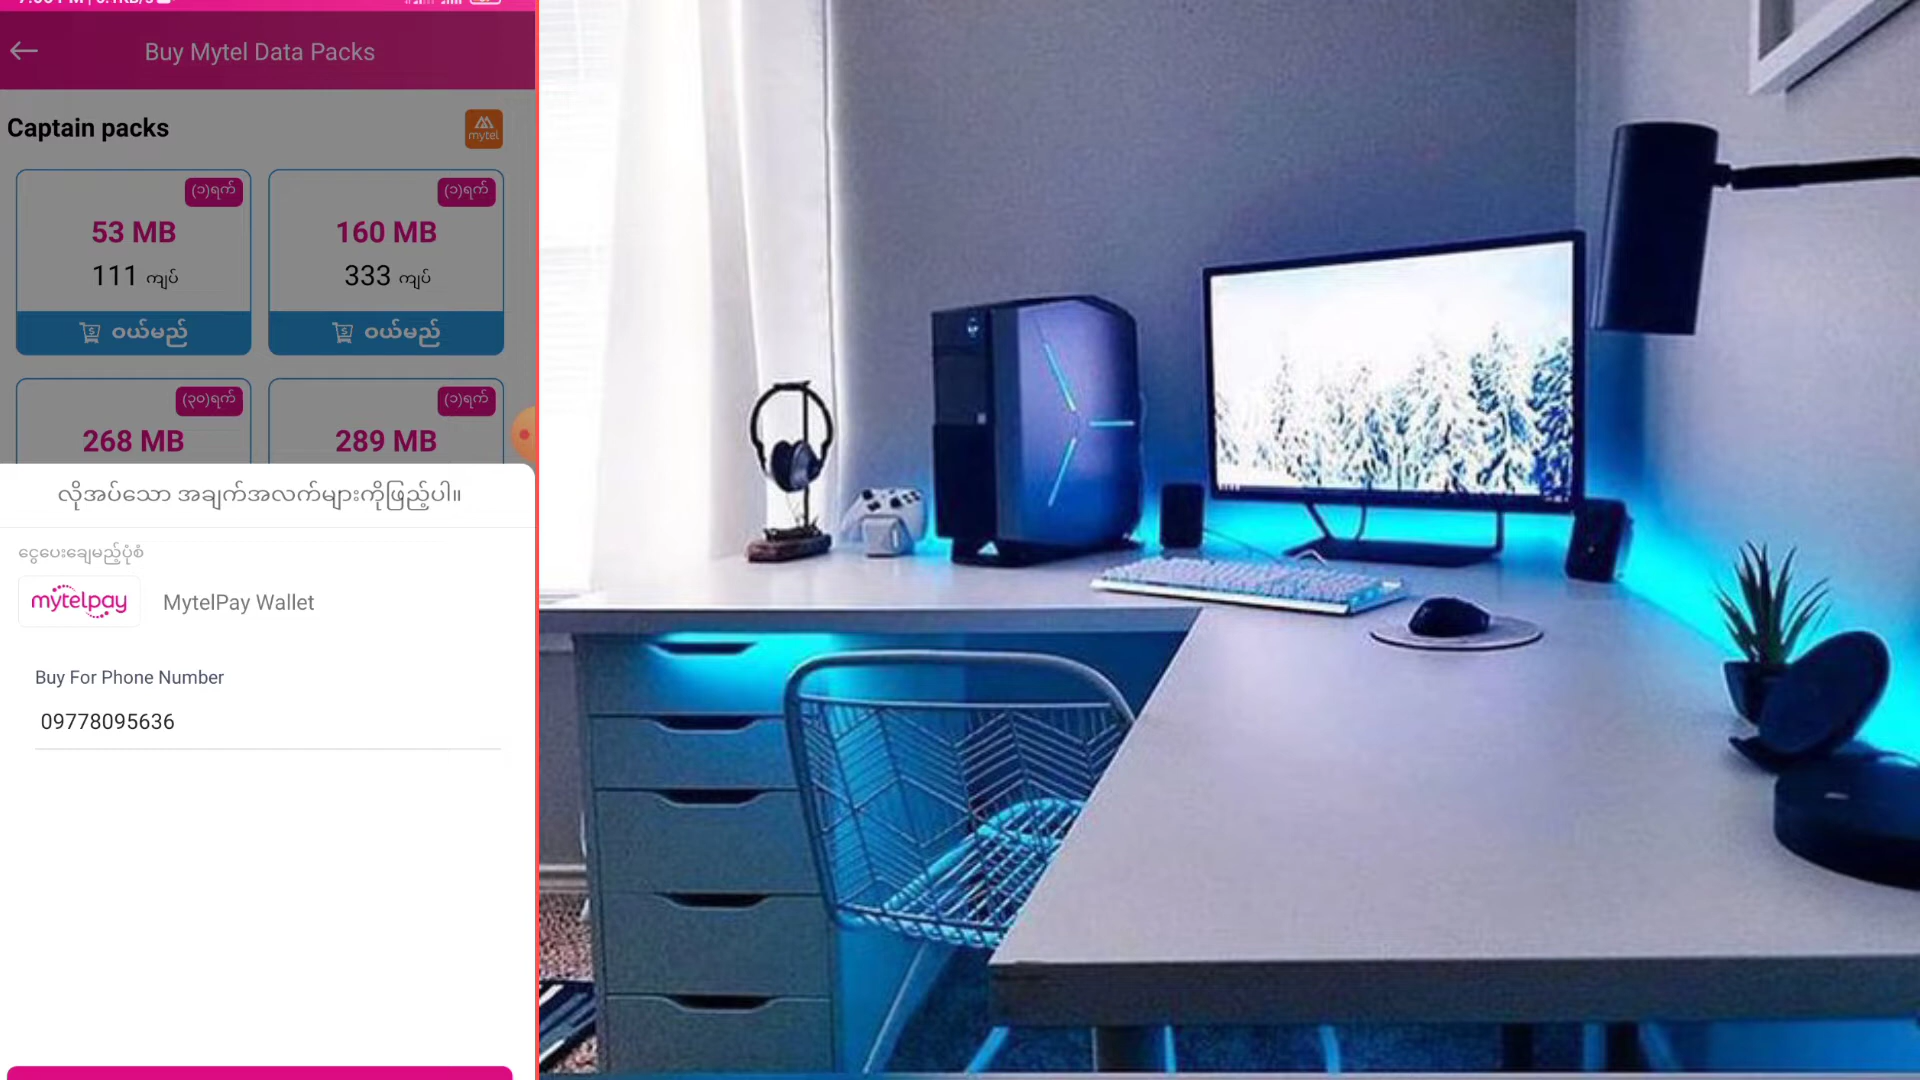 Buy Mytel Data Packs
Captain packs
mytel
(၁)ရက်
(၁)ရက်
53 MB
160 MB
111 ကျပ်
333 ကျပ်
ဝယ်မည်
ဝယ်မည်
(၃၀)ရက်
(၁)ရက်
268 MB
289 MB
လိုအပ်သော အချက်အလက်များကိုဖြည့်ပါ။
ငွေပေးချေမည့်ပုံစံ
mytelpay
MytelPay Wallet
Buy For Phone Number
09778095636